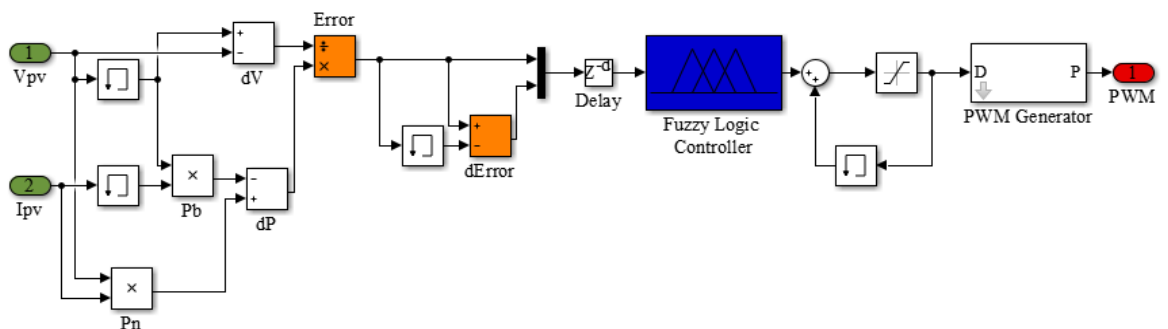 Error
1
Vpv
+
−
dV
÷
×
2
Ipv
×
Pb
−
+
dP
×
Pn
+
−
dError
Z-d
Delay
Fuzzy Logic
Controller
+
+
D
P
PWM Generator
1
PWM